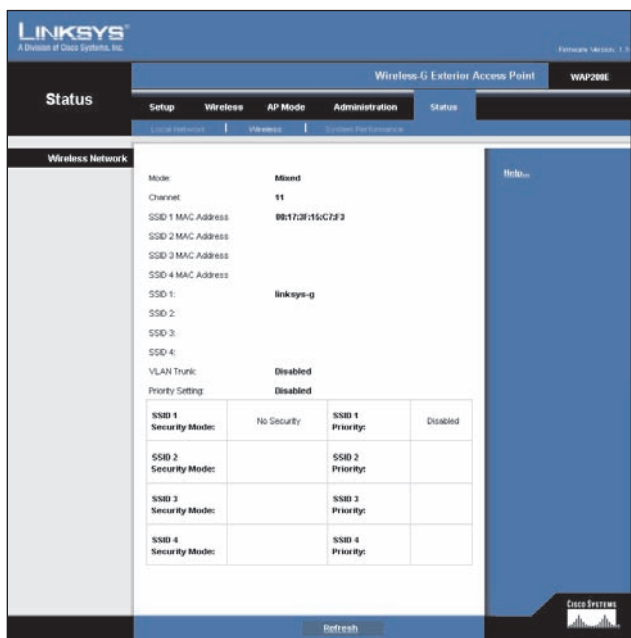 LINKSYS®
A Division of Cisco Systems, Inc.
Firmware Version: 1.
Wireless-G Exterior Access Point
WAP200E
Status
Setup
Wireless
AP Mode
Administration
Status
Local Network
Wireless
System Performance
Wireless Network
Help...
Mode: Mixed
Channel: 11
SSID 1 MAC Address 00:17:3F:15:C7:F3
SSID 2 MAC Address
SSID 3 MAC Address
SSID 4 MAC Address
SSID 1: linksys-g
SSID 2:
SSID 3:
SSID 4:
VLAN Trunk: Disabled
Priority Setting: Disabled
SSID 1 Security Mode: No Security SSID 1 Priority: Disabled
SSID 2 Security Mode: SSID 2 Priority:
SSID 3 Security Mode: SSID 3 Priority:
SSID 4 Security Mode: SSID 4 Priority:
Refresh
CISCO SYSTEMS